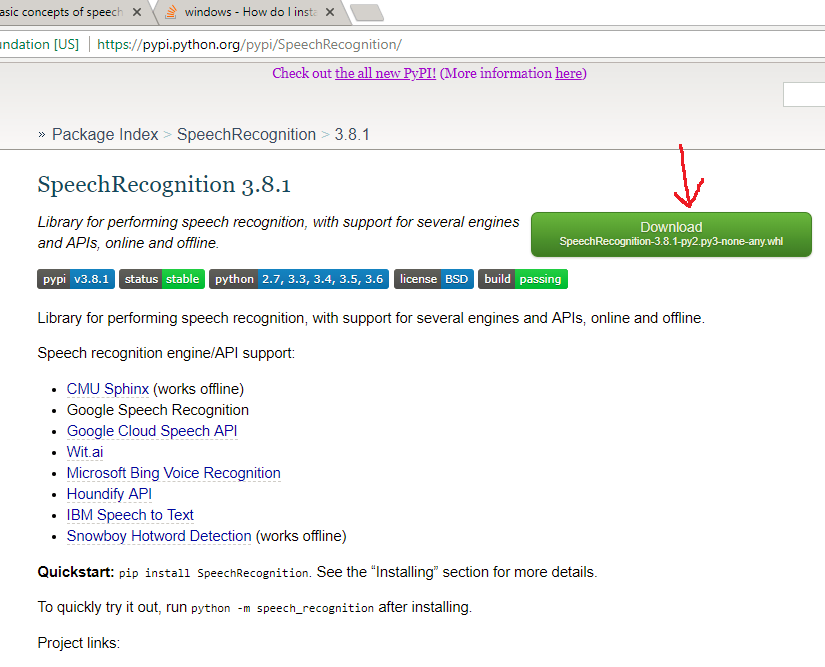 asic concepts of speech
windows - How do I insta
undation [US] https://pypi.python.org/pypi/SpeechRecognition/
Check out the all new PyPI! (More information here)
» Package Index > SpeechRecognition > 3.8.1
SpeechRecognition 3.8.1
Library for performing speech recognition, with support for several engines
and APIs, online and offline.
Download
SpeechRecognition-3.8.1-py2.py3-none-any.whl
pypi v3.8.1 status stable python 2.7, 3.3, 3.4, 3.5, 3.6 license BSD build passing
Library for performing speech recognition, with support for several engines and APIs, online and offline.
Speech recognition engine/API support:
• CMU Sphinx (works offline)
• Google Speech Recognition
• Google Cloud Speech API
• Wit.ai
• Microsoft Bing Voice Recognition
• Houndify API
• IBM Speech to Text
• Snowboy Hotword Detection (works offline)
Quickstart: pip install SpeechRecognition. See the “Installing” section for more details.
To quickly try it out, run python -m speech_recognition after installing.
Project links: